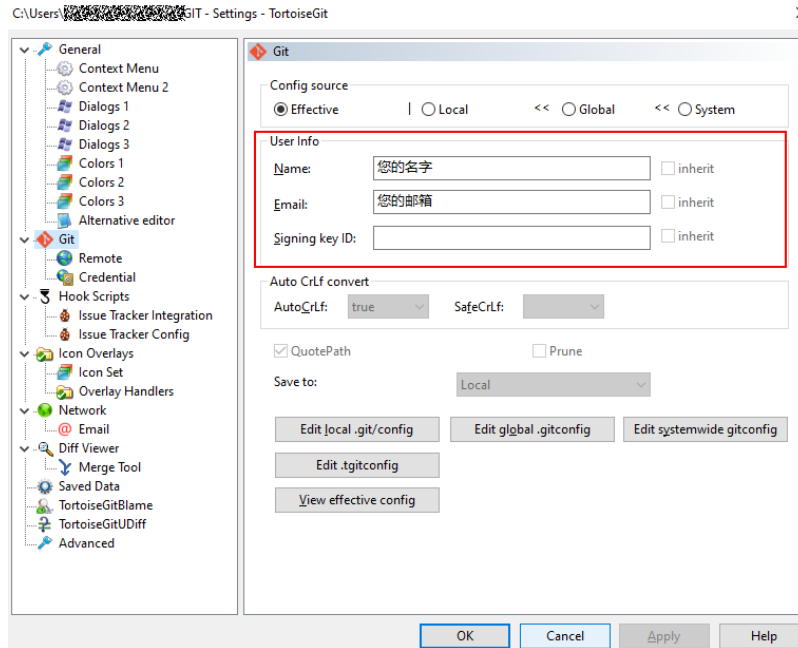 C:\Users\GIT - Settings - TortoiseGit
General
Context Menu
Context Menu 2
Dialogs 1
Dialogs 2
Dialogs 3
Colors 1
Colors 2
Colors 3
Alternative editor
Git
Remote
Credential
Hook Scripts
Issue Tracker Integration
Issue Tracker Config
Icon Overlays
Icon Set
Overlay Handlers
Network
Email
Diff Viewer
Merge Tool
Saved Data
TortoiseGitBlame
TortoiseGitUDiff
Advanced
Git
Config source
Effective | Local << Global << System
User Info
Name: 您的名字 inherit
Email: 您的邮箱 inherit
Signing key ID: inherit
Auto CrLf convert
AutoCrLf: true SafeCrLf:
QuotePath Prune
Save to: Local
Edit local .git/config Edit global .gitconfig Edit systemwide gitconfig
Edit .tgitconfig
View effective config
OK Cancel Apply Help